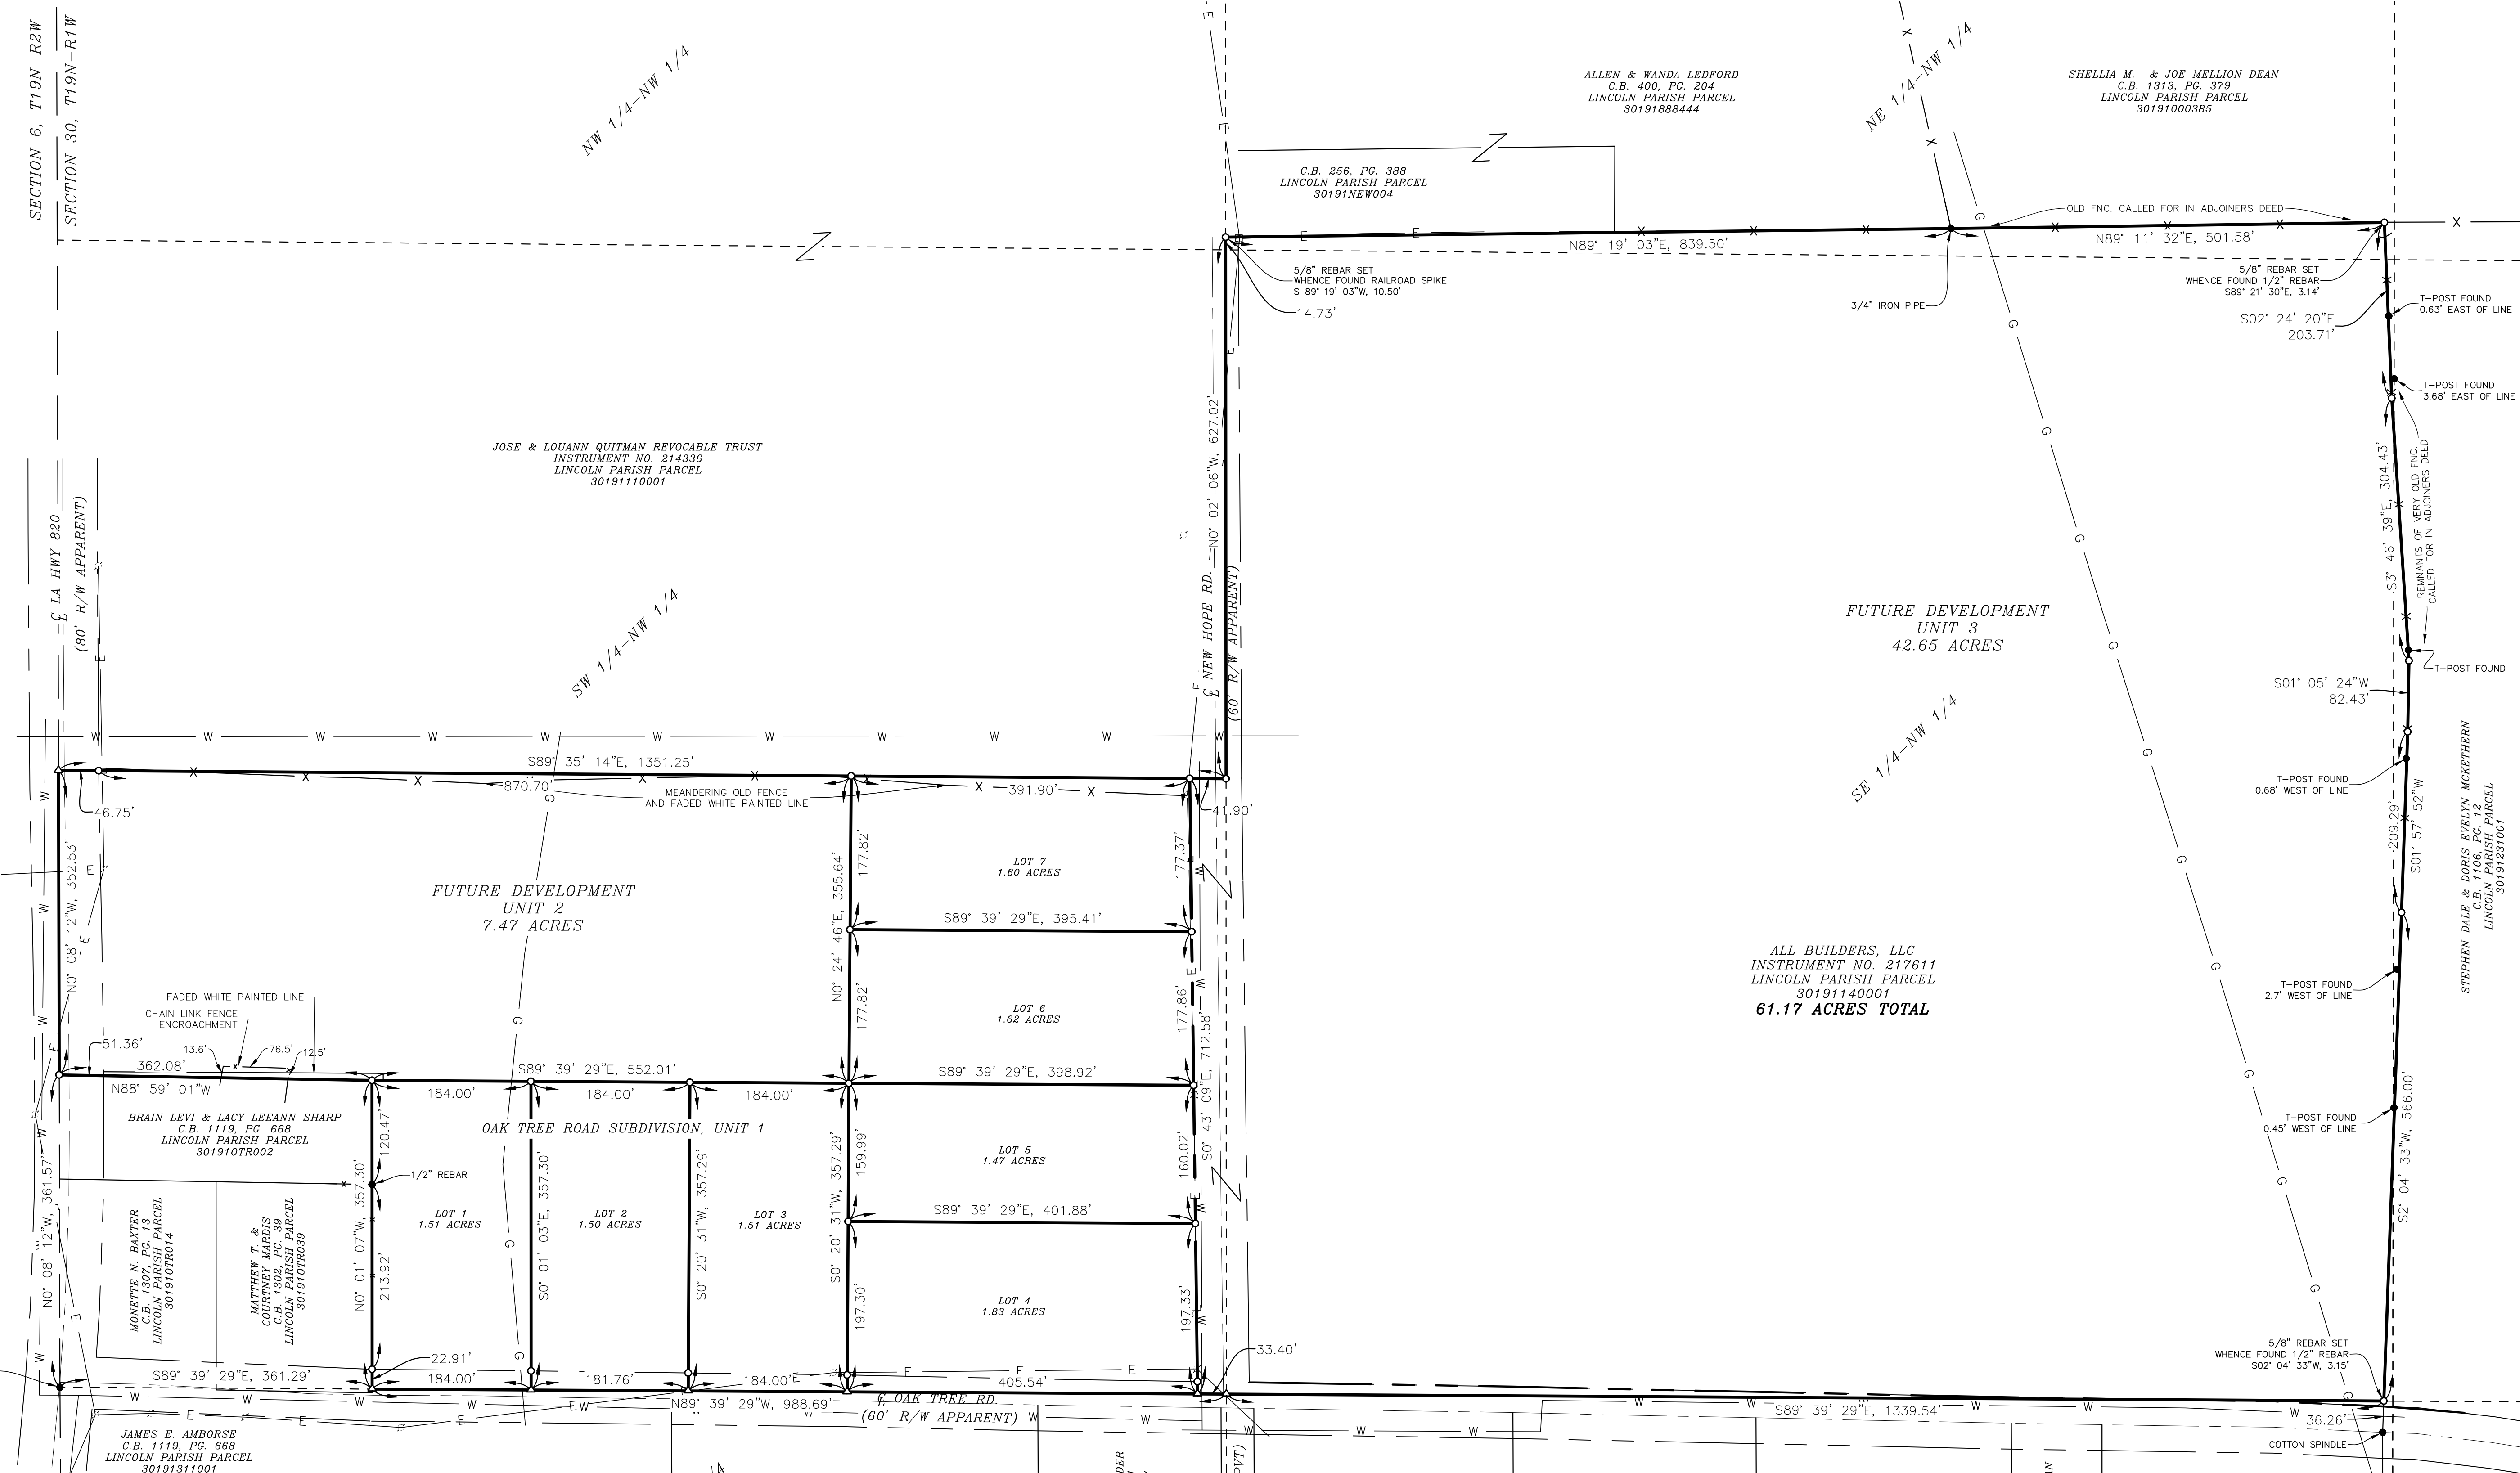 SECTION 6, T19N-R2W
SECTION 30, T19N-R1W
NW 1/4-NW 1/4
NE 1/4-NW 1/4
ALLEN & WANDA LEDFORD
C.B. 400, PG. 204
LINCOLN PARISH PARCEL
30191888444
SHELLIA M. & JOE MELLION DEAN
C.B. 1313, PG. 379
LINCOLN PARISH PARCEL
30191000385
C.B. 256, PG. 388
LINCOLN PARISH PARCEL
30191NEW004
OLD FNC. CALLED FOR IN ADJOINERS DEED
N89° 19' 03"E, 839.50'
N89° 11' 32"E, 501.58'
5/8" REBAR SET
WHENCE FOUND RAILROAD SPIKE
S 89° 19' 03"W, 10.50'
14.73'
3/4" IRON PIPE
5/8" REBAR SET
WHENCE FOUND 1/2" REBAR
S89° 21' 30"E, 3.14'
S02° 24' 20"E
203.71'
T-POST FOUND
0.63' EAST OF LINE
T-POST FOUND
3.68' EAST OF LINE
JOSE & LOUANN QUITMAN REVOCABLE TRUST
INSTRUMENT NO. 214336
LINCOLN PARISH PARCEL
30191110001
℄ LA HWY 820
(80' R/W APPARENT)
SW 1/4-NW 1/4
N0° 02' 06"W, 627.02'
℄ NEW HOPE RD.
(60' R/W APPARENT)
S3° 46' 39"E, 304.43'
REMNANTS OF VERY OLD FNC.
CALLED FOR IN ADJOINERS DEED
FUTURE DEVELOPMENT
UNIT 3
42.65 ACRES
T-POST FOUND
S01° 05' 24"W
82.43'
SE 1/4-NW 1/4
T-POST FOUND
0.68' WEST OF LINE
209.29'
S01° 57' 52"W
STEPHEN DALE & DORIS EVELYN MCKETHERN
C.B. 1106, PG. 12
LINCOLN PARISH PARCEL
30191231001
S89° 35' 14"E, 1351.25'
870.70'
MEANDERING OLD FENCE
AND FADED WHITE PAINTED LINE
391.90'
41.90'
46.75'
N0° 08' 12"W, 352.53'
FUTURE DEVELOPMENT
UNIT 2
7.47 ACRES
N0° 24' 46"E, 355.64'
177.82'
177.37'
LOT 7
1.60 ACRES
S89° 39' 29"E, 395.41'
LOT 6
1.62 ACRES
177.82'
177.86'
S0° 43' 09"E, 712.58'
ALL BUILDERS, LLC
INSTRUMENT NO. 217611
LINCOLN PARISH PARCEL
30191140001
61.17 ACRES TOTAL
T-POST FOUND
2.7' WEST OF LINE
FADED WHITE PAINTED LINE
CHAIN LINK FENCE
ENCROACHMENT
51.36'
13.6'
76.5'
12.5'
362.08'
N88° 59' 01"W
S89° 39' 29"E, 552.01'
184.00'
184.00'
184.00'
S89° 39' 29"E, 398.92'
BRAIN LEVI & LACY LEEANN SHARP
C.B. 1119, PG. 668
LINCOLN PARISH PARCEL
30191OTR002
OAK TREE ROAD SUBDIVISION, UNIT 1
120.47'
1/2" REBAR
T-POST FOUND
0.45' WEST OF LINE
S2° 04' 33"W, 566.00'
N0° 08' 12"W, 361.57'
MONETTE N. BAXTER
C.B. 1307, PG. 13
LINCOLN PARISH PARCEL
30191OTR014
MATTHEW T. &
COURTNEY MARDIS
C.B. 1302, PG. 39
LINCOLN PARISH PARCEL
30191OTR039
N0° 01' 07"W, 357.30'
213.92'
LOT 1
1.51 ACRES
S0° 01' 03"E, 357.30'
LOT 2
1.50 ACRES
S0° 20' 31"W, 357.29'
LOT 3
1.51 ACRES
S0° 20' 31"W, 357.29'
159.99'
LOT 5
1.47 ACRES
160.02'
S89° 39' 29"E, 401.88'
LOT 4
1.83 ACRES
197.30'
197.33'
33.40'
22.91'
S89° 39' 29"E, 361.29'
184.00'
181.76'
184.00'
405.54'
N89° 39' 29"W, 988.69'
℄ OAK TREE RD.
(60' R/W APPARENT)
S89° 39' 29"E, 1339.54'
5/8" REBAR SET
WHENCE FOUND 1/2" REBAR
S02° 04' 33"W, 3.15'
36.26'
COTTON SPINDLE
JAMES E. AMBORSE
C.B. 1119, PG. 668
LINCOLN PARISH PARCEL
30191311001